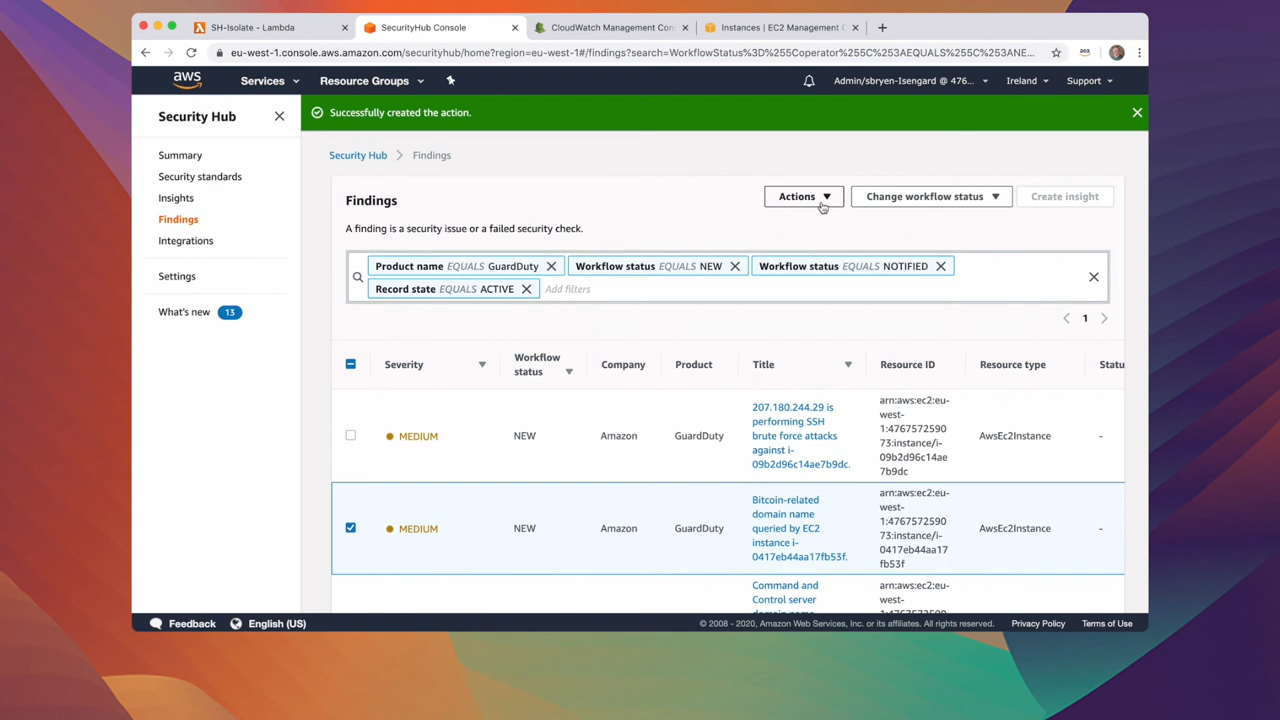 SH-Isolate - Lambda
SecurityHub Console
CloudWatch Management Con
Instances | EC2 Management C
eu-west-1.console.aws.amazon.com/securityhub/home?region=eu-west-1#/findings?search=WorkflowStatus%3D%255Coperator%255C%253AEQUALS%255C%253ANE...
aws
Services
Resource Groups
Admin/sbryen-Isengard @ 476...
Ireland
Support
Security Hub
Successfully created the action.
Summary
Security standards
Insights
Findings
Integrations
Settings
What's new 13
Security Hub > Findings
Findings
Actions
Change workflow status
Create insight
A finding is a security issue or a failed security check.
Product name EQUALS GuardDuty
Workflow status EQUALS NEW
Workflow status EQUALS NOTIFIED
Record state EQUALS ACTIVE
Add filters
1
Severity
Workflow
status
Company
Product
Title
Resource ID
Resource type
Statu
MEDIUM
NEW
Amazon
GuardDuty
207.180.244.29 is
performing SSH
brute force attacks
against i-
09b2d96c14ae7b9dc.
arn:aws:ec2:eu-
west-
1:4767572590
73:instance/i-
09b2d96c14ae
7b9dc
AwsEc2Instance
-
MEDIUM
NEW
Amazon
GuardDuty
Bitcoin-related
domain name
queried by EC2
instance i-
0417eb44aa17fb53f.
arn:aws:ec2:eu-
west-
1:4767572590
73:instance/i-
0417eb44aa17
fb53f
AwsEc2Instance
-
Command and
Control server
domain name
arn:aws:ec2:eu-
west-
1:4767572590
Feedback
English (US)
© 2008 - 2020, Amazon Web Services, Inc. or its affiliates. All rights reserved.
Privacy Policy
Terms of Use